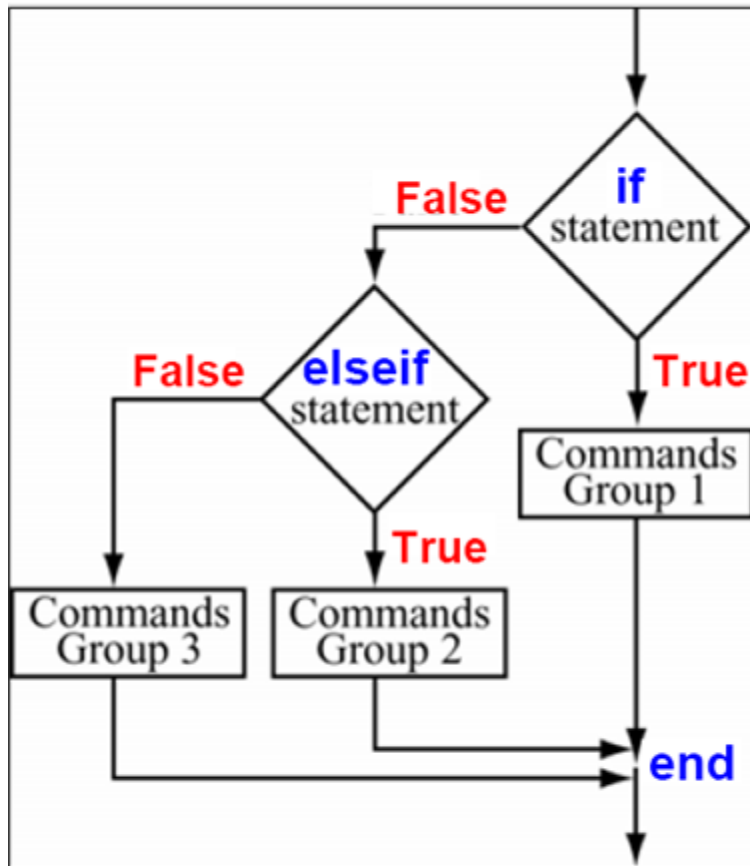 if
statement
False
elseif
statement
True
False
Commands
Group 1
True
Commands
Group 3
Commands
Group 2
end